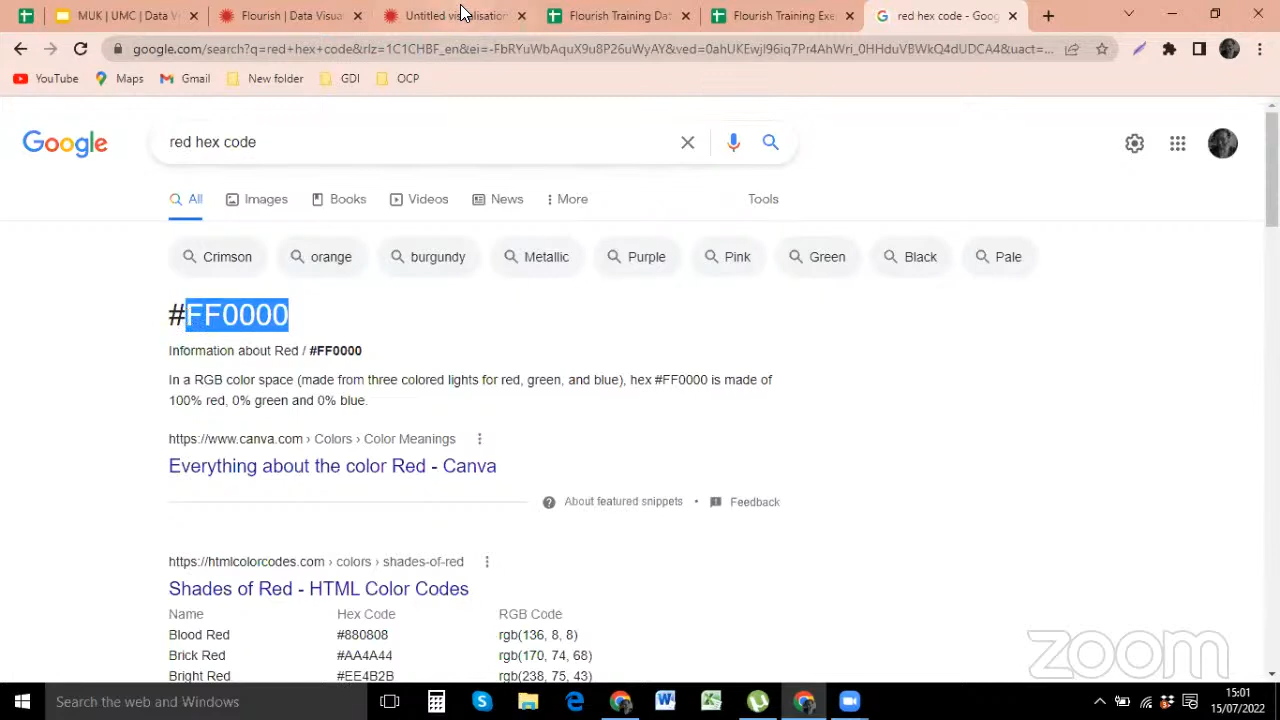 MUK | UMC | Data V
Flourish | Data Visua
Untitled visualisation
Flourish Training Da
Flourish Training Exe
red hex code - Goog
google.com/search?q=red+hex+code&rlz=1C1CHBF_en&ei=-FbRYuWbAquX9u8P26uWyAY&ved=0ahUKEwjI96iq7Pr4AhWri_0HHduVBWkQ4dUDCA4&uact=...
YouTube
Maps
Gmail
New folder
GDI
OCP
Google
red hex code
All
Images
Books
Videos
News
More
Tools
Crimson
orange
burgundy
Metallic
Purple
Pink
Green
Black
Pale
#FF0000
Information about Red / #FF0000
In a RGB color space (made from three colored lights for red, green, and blue), hex #FF0000 is made of
100% red, 0% green and 0% blue.
https://www.canva.com › Colors › Color Meanings
Everything about the color Red - Canva
About featured snippets • Feedback
https://htmlcolorcodes.com › colors › shades-of-red
Shades of Red - HTML Color Codes
Name Hex Code RGB Code
Blood Red #880808 rgb(136, 8, 8)
Brick Red #AA4A44 rgb(170, 74, 68)
Bright Red #EE4B2B rgb(238, 75, 43)
zoom
Search the web and Windows
15:01
15/07/2022